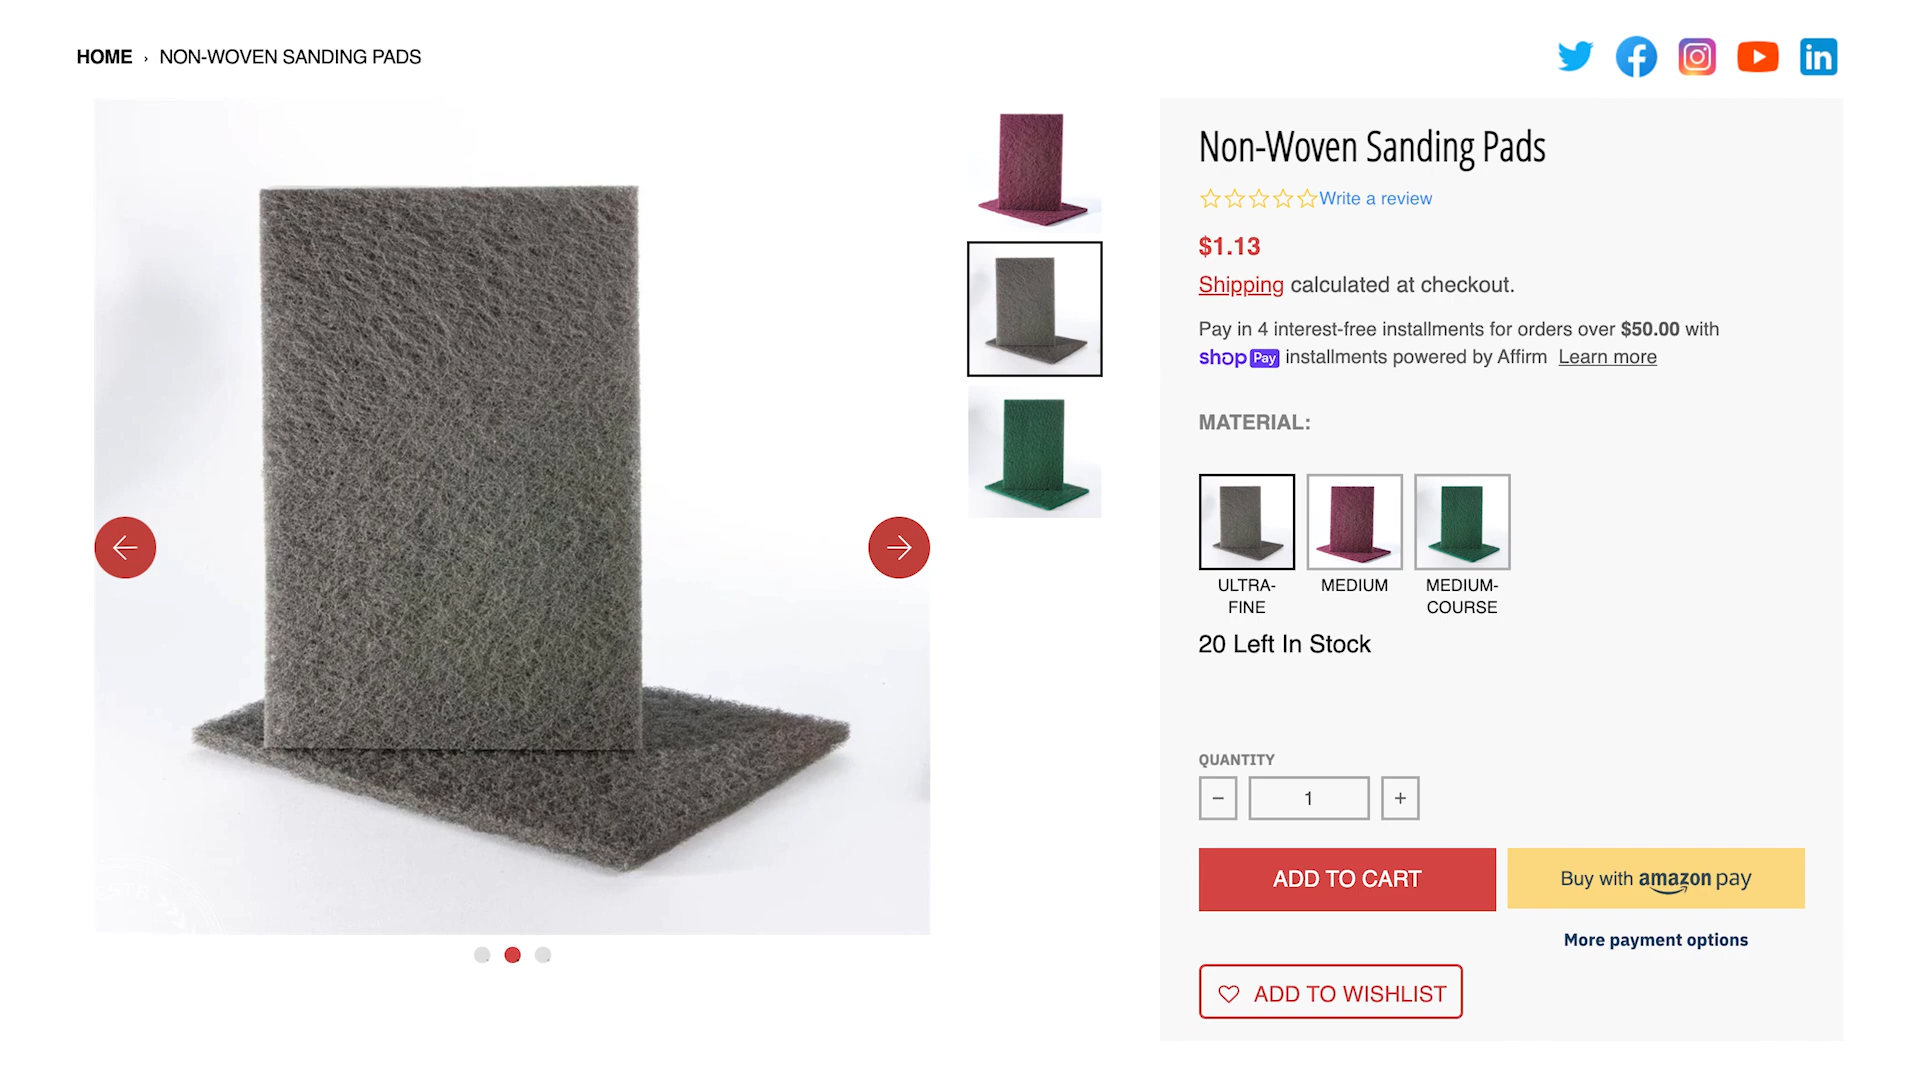 HOME › NON-WOVEN SANDING PADS
Non-Woven Sanding Pads
Write a review
$1.13
Shipping calculated at checkout.
Pay in 4 interest-free installments for orders over $50.00 with
shop Pay installments powered by Affirm Learn more
MATERIAL:
ULTRA-
FINE
MEDIUM
MEDIUM-
COURSE
20 Left In Stock
QUANTITY
− 1 +
ADD TO CART
Buy with amazon pay
More payment options
ADD TO WISHLIST